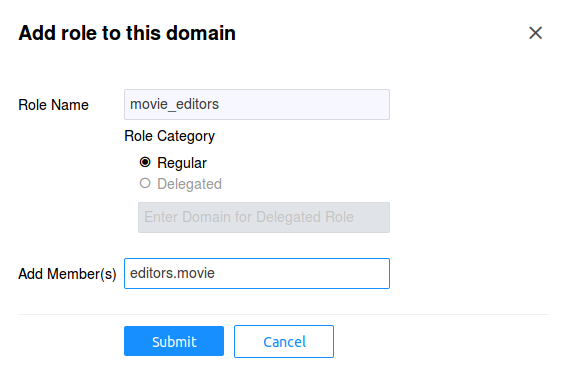 Add role to this domain
Role Name movie_editors
Role Category
Regular
Delegated
Enter Domain for Delegated Role
Add Member(s) editors.movie
Submit Cancel